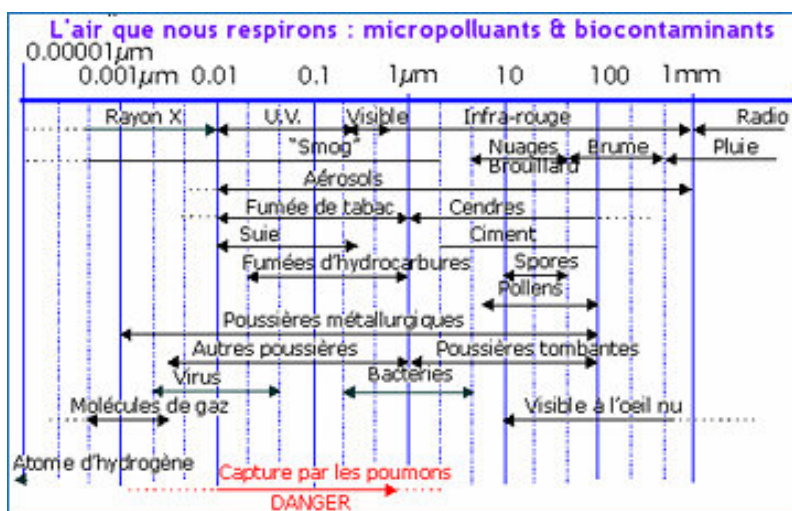 L'air que nous respirons : micropolluants & biocontaminants
0.00001µm
0.001µm 0.01 0.1 1µm 10 100 1mm
Rayon X U.V. Visible Infra-rouge Radio
"Smog" Nuages Brume Pluie
Brouillard
Aérosols
Fumée de tabac Cendres
Suie Ciment
Fumées d'hydrocarbures Spores
Pollens
Poussières métallurgiques
Autres poussières Poussières tombantes
Virus Bactéries
Molécules de gaz Visible à l'oeil nu
Atome d'hydrogène
Capture par les poumons
DANGER